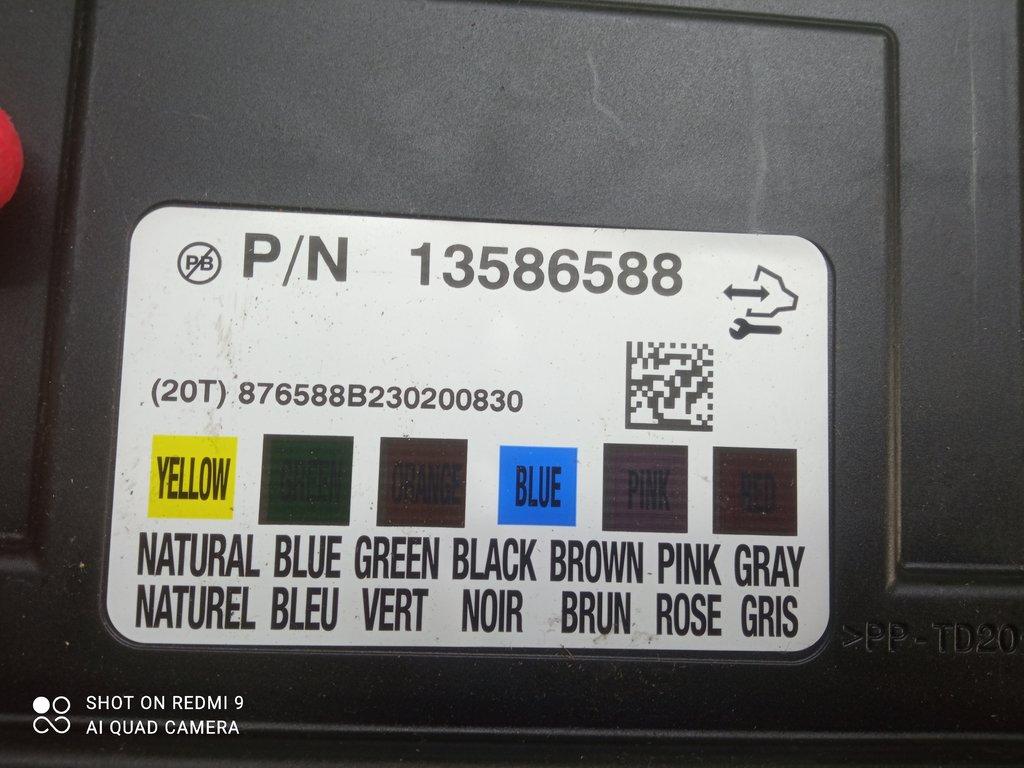 PB P/N 13586588
(20T) 876588B230200830
YELLOW GREEN ORANGE BLUE PINK RED
NATURAL BLUE GREEN BLACK BROWN PINK GRAY
NATUREL BLEU VERT NOIR BRUN ROSE GRIS
>PP-TD20
SHOT ON REDMI 9
AI QUAD CAMERA